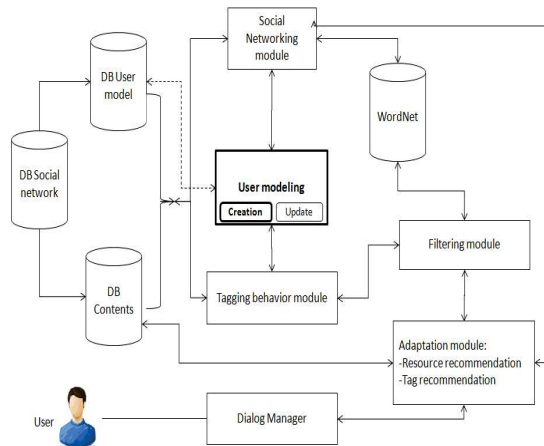 Social
Networking
module
DB User
model
WordNet
DB Social
network
User modeling
Creation
Update
Filtering module
DB
Contents
Tagging behavior module
Adaptation module:
-Resource recommendation
-Tag recommendation
User
Dialog Manager